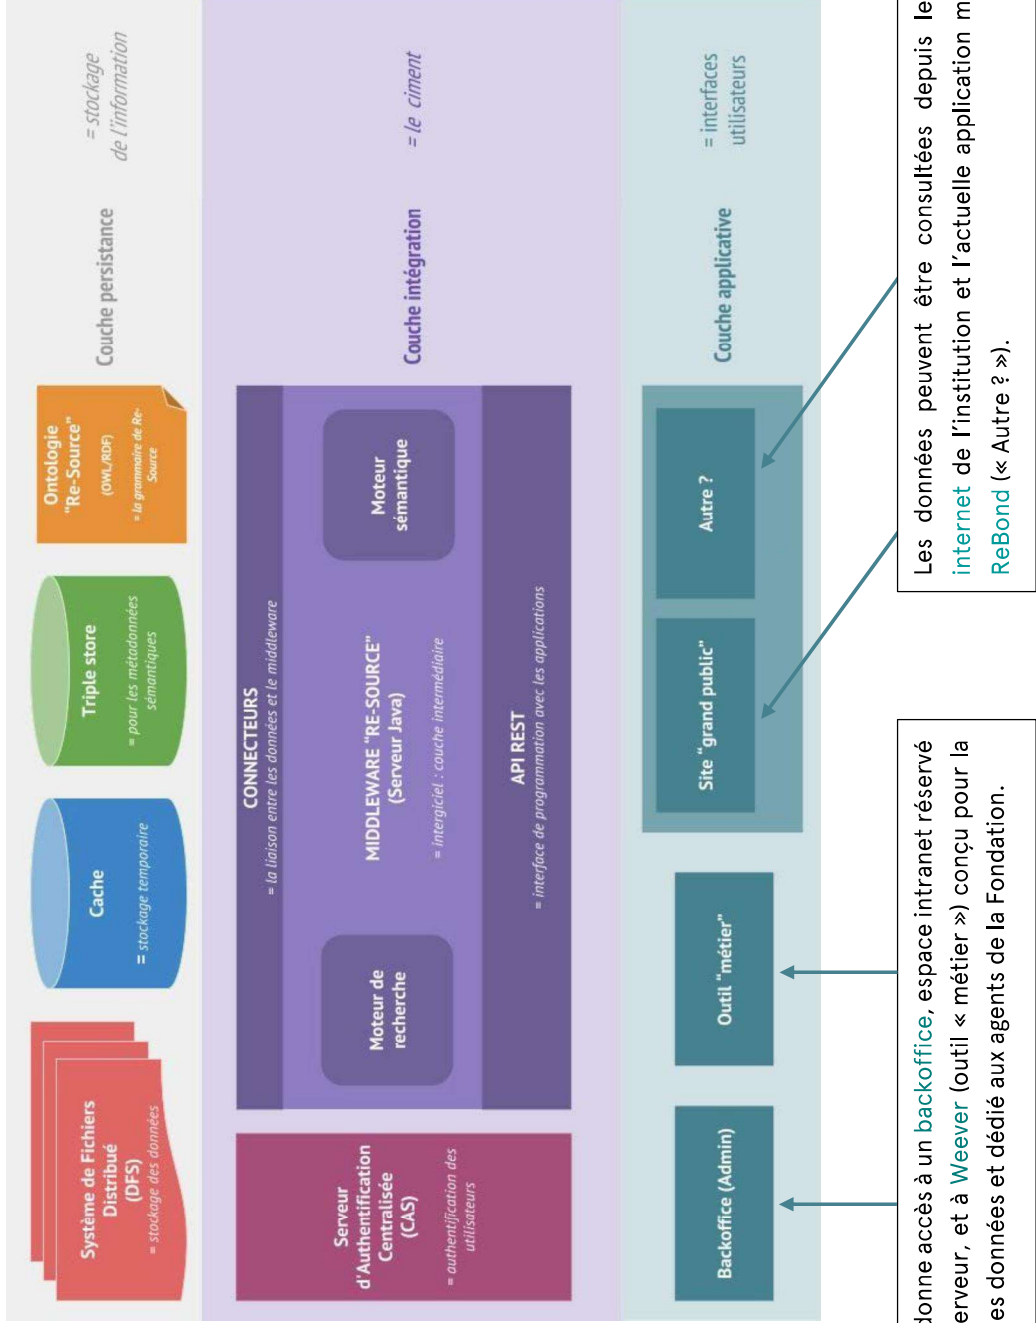 Système de Fichiers
Distribué
(DFS)
= stockage des données
Cache
= stockage temporaire
Triple store
= pour les métadonnées
sémantiques
Ontologie
"Re-Source"
(OWL/RDF)
= la grammaire de Re-
Source
Couche persistance
= stockage
de l'information
Serveur
d'Authentification
Centralisée
(CAS)
= authentification des
utilisateurs
CONNECTEURS
= la liaison entre les données et le middleware
Moteur de
recherche
MIDDLEWARE "RE-SOURCE"
(Serveur Java)
= intergiciel : couche intermédiaire
Moteur
sémantique
API REST
= interface de programmation avec les applications
Couche intégration
= le ciment
Backoffice (Admin)
Outil "métier"
Site "grand public"
Autre ?
Couche applicative
= interfaces
utilisateurs
donne accès à un backoffice, espace intranet réservé
erveur, et à Weever (outil « métier ») conçu pour la
es données et dédié aux agents de la Fondation.
Les données peuvent être consultées depuis le
internet de l'institution et l'actuelle application m
ReBond (« Autre ? »).